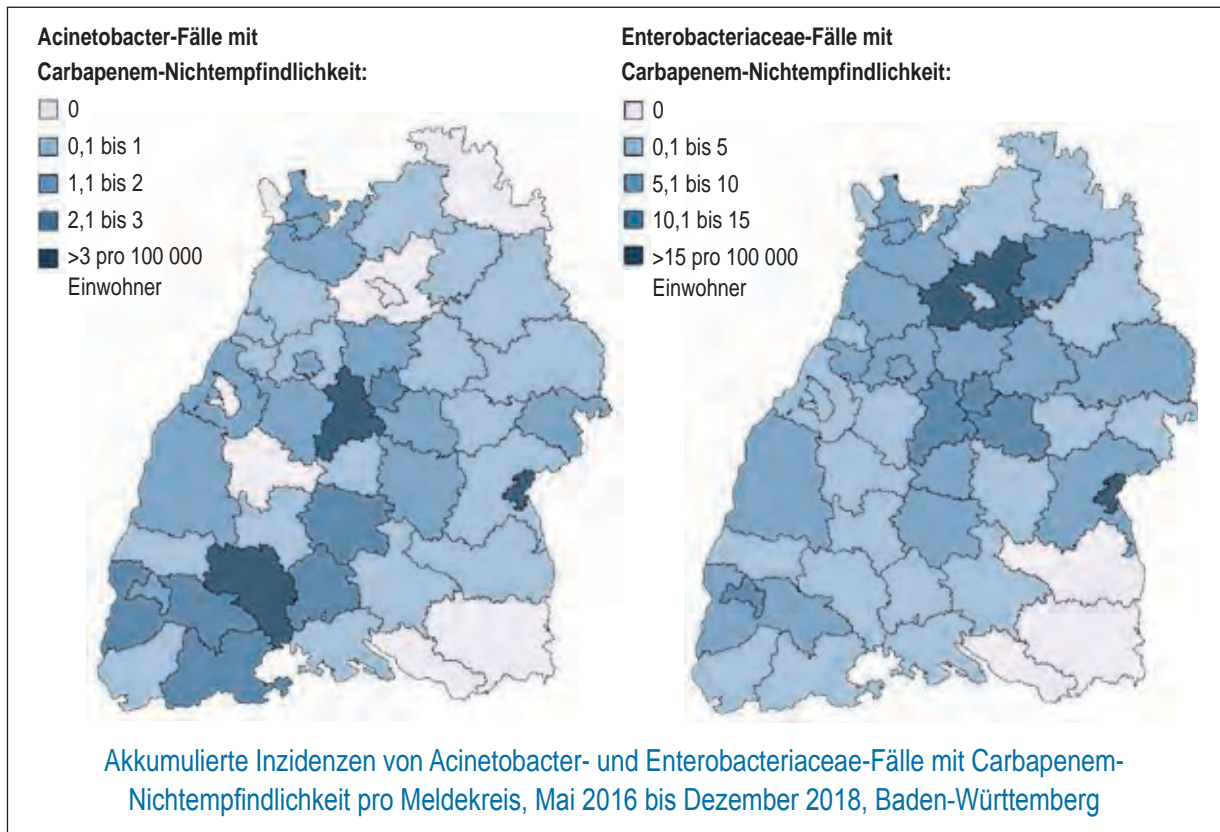 Acinetobacter-Fälle mit
Carbapenem-Nichtempfindlichkeit:
0
0,1 bis 1
1,1 bis 2
2,1 bis 3
>3 pro 100 000
Einwohner
Enterobacteriaceae-Fälle mit
Carbapenem-Nichtempfindlichkeit:
0
0,1 bis 5
5,1 bis 10
10,1 bis 15
>15 pro 100 000
Einwohner
Akkumulierte Inzidenzen von Acinetobacter- und Enterobacteriaceae-Fälle mit Carbapenem-
Nichtempfindlichkeit pro Meldekreis, Mai 2016 bis Dezember 2018, Baden-Württemberg